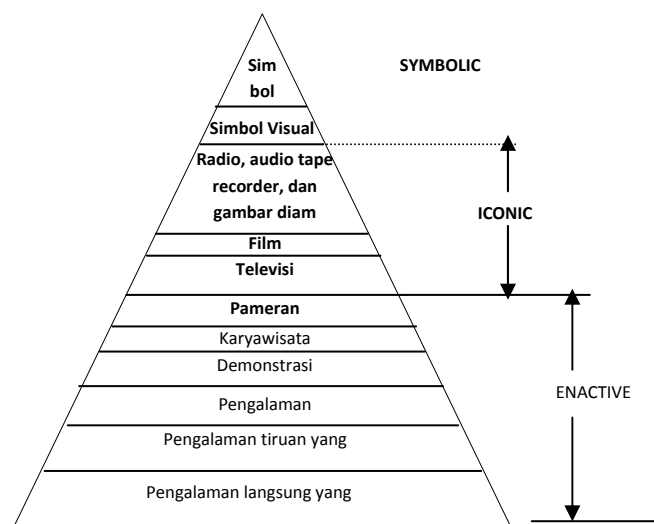 Sim
bol
SYMBOLIC
Simbol Visual
Radio, audio tape
recorder, dan
gambar diam
ICONIC
Film
Televisi
Pameran
Karyawisata
Demonstrasi
ENACTIVE
Pengalaman
Pengalaman tiruan yang
Pengalaman langsung yang